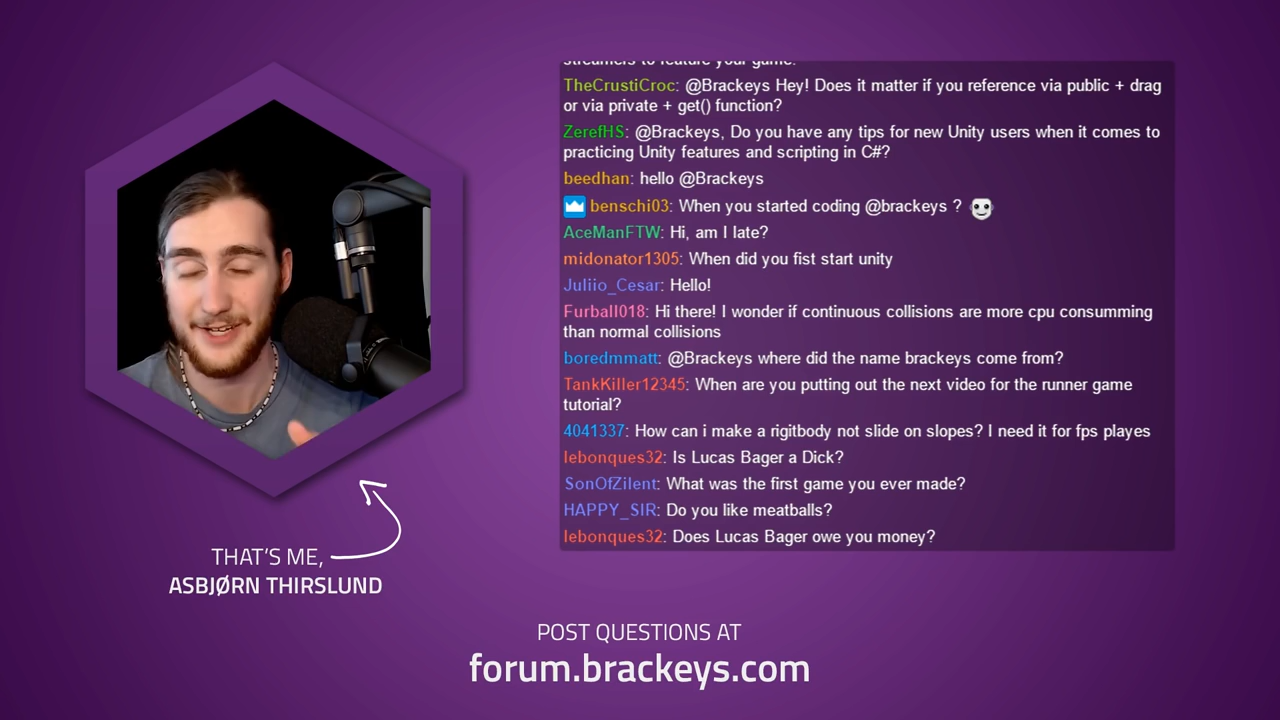 streamers to feature your game.
TheCrustiCroc: @Brackeys Hey! Does it matter if you reference via public + drag
or via private + get() function?
ZerefHS: @Brackeys, Do you have any tips for new Unity users when it comes to
practicing Unity features and scripting in C#?
beedhan: hello @Brackeys
benschi03: When you started coding @brackeys ?
AceManFTW: Hi, am I late?
midonator1305: When did you fist start unity
Juliio_Cesar: Hello!
Furball018: Hi there! I wonder if continuous collisions are more cpu consumming
than normal collisions
boredmmatt: @Brackeys where did the name brackeys come from?
TankKiller12345: When are you putting out the next video for the runner game
tutorial?
4041337: How can i make a rigitbody not slide on slopes? I need it for fps playes
lebonques32: Is Lucas Bager a Dick?
SonOfZilent: What was the first game you ever made?
HAPPY_SIR: Do you like meatballs?
lebonques32: Does Lucas Bager owe you money?
THAT'S ME,
ASBJØRN THIRSLUND
POST QUESTIONS AT
forum.brackeys.com